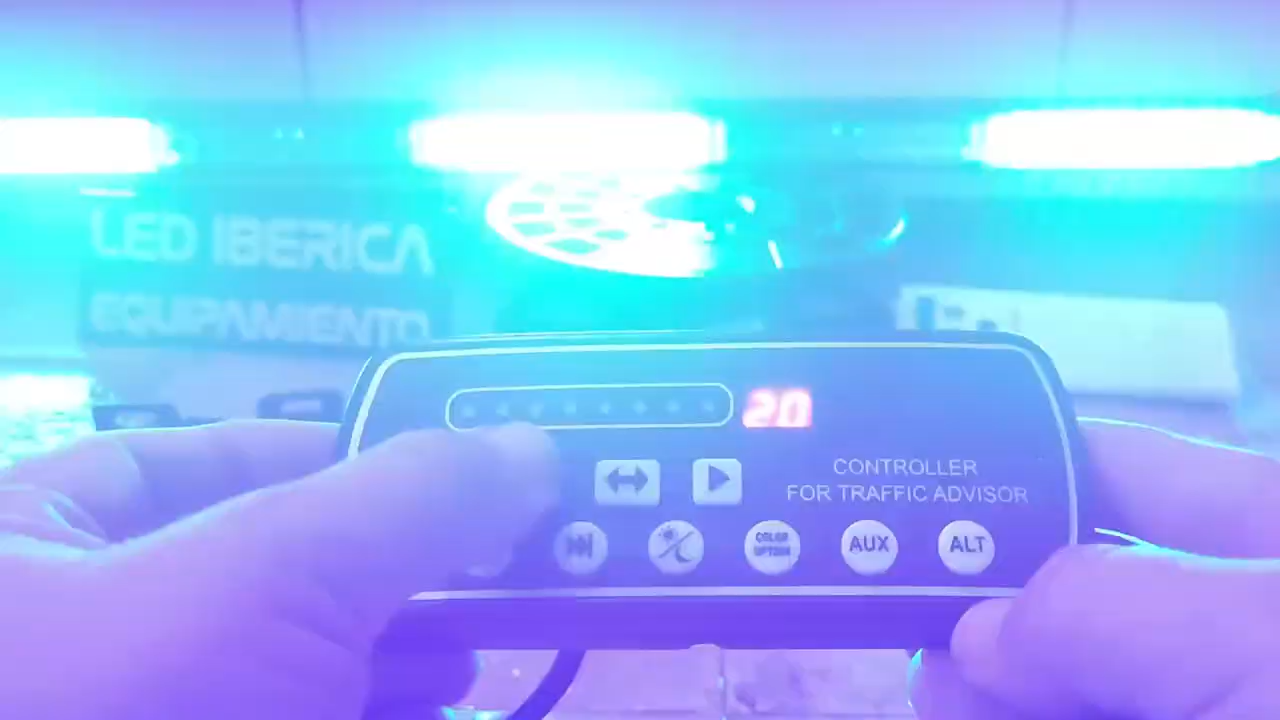 LED IBERICA
EQUIPAMIENTO
20
CONTROLLER
FOR TRAFFIC ADVISOR
COLOR
OPTION
AUX
ALT